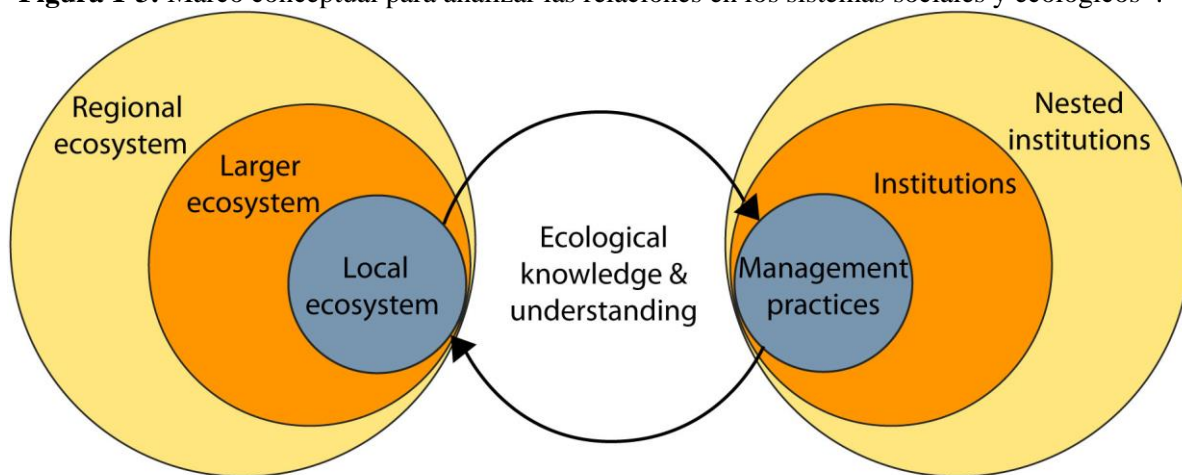 Figura 1-3. Marco conceptual para analizar las relaciones en los sistemas sociales y ecológicos
Regional
ecosystem
Larger
ecosystem
Local
ecosystem
Ecological
knowledge &
understanding
Management
practices
Institutions
Nested
institutions